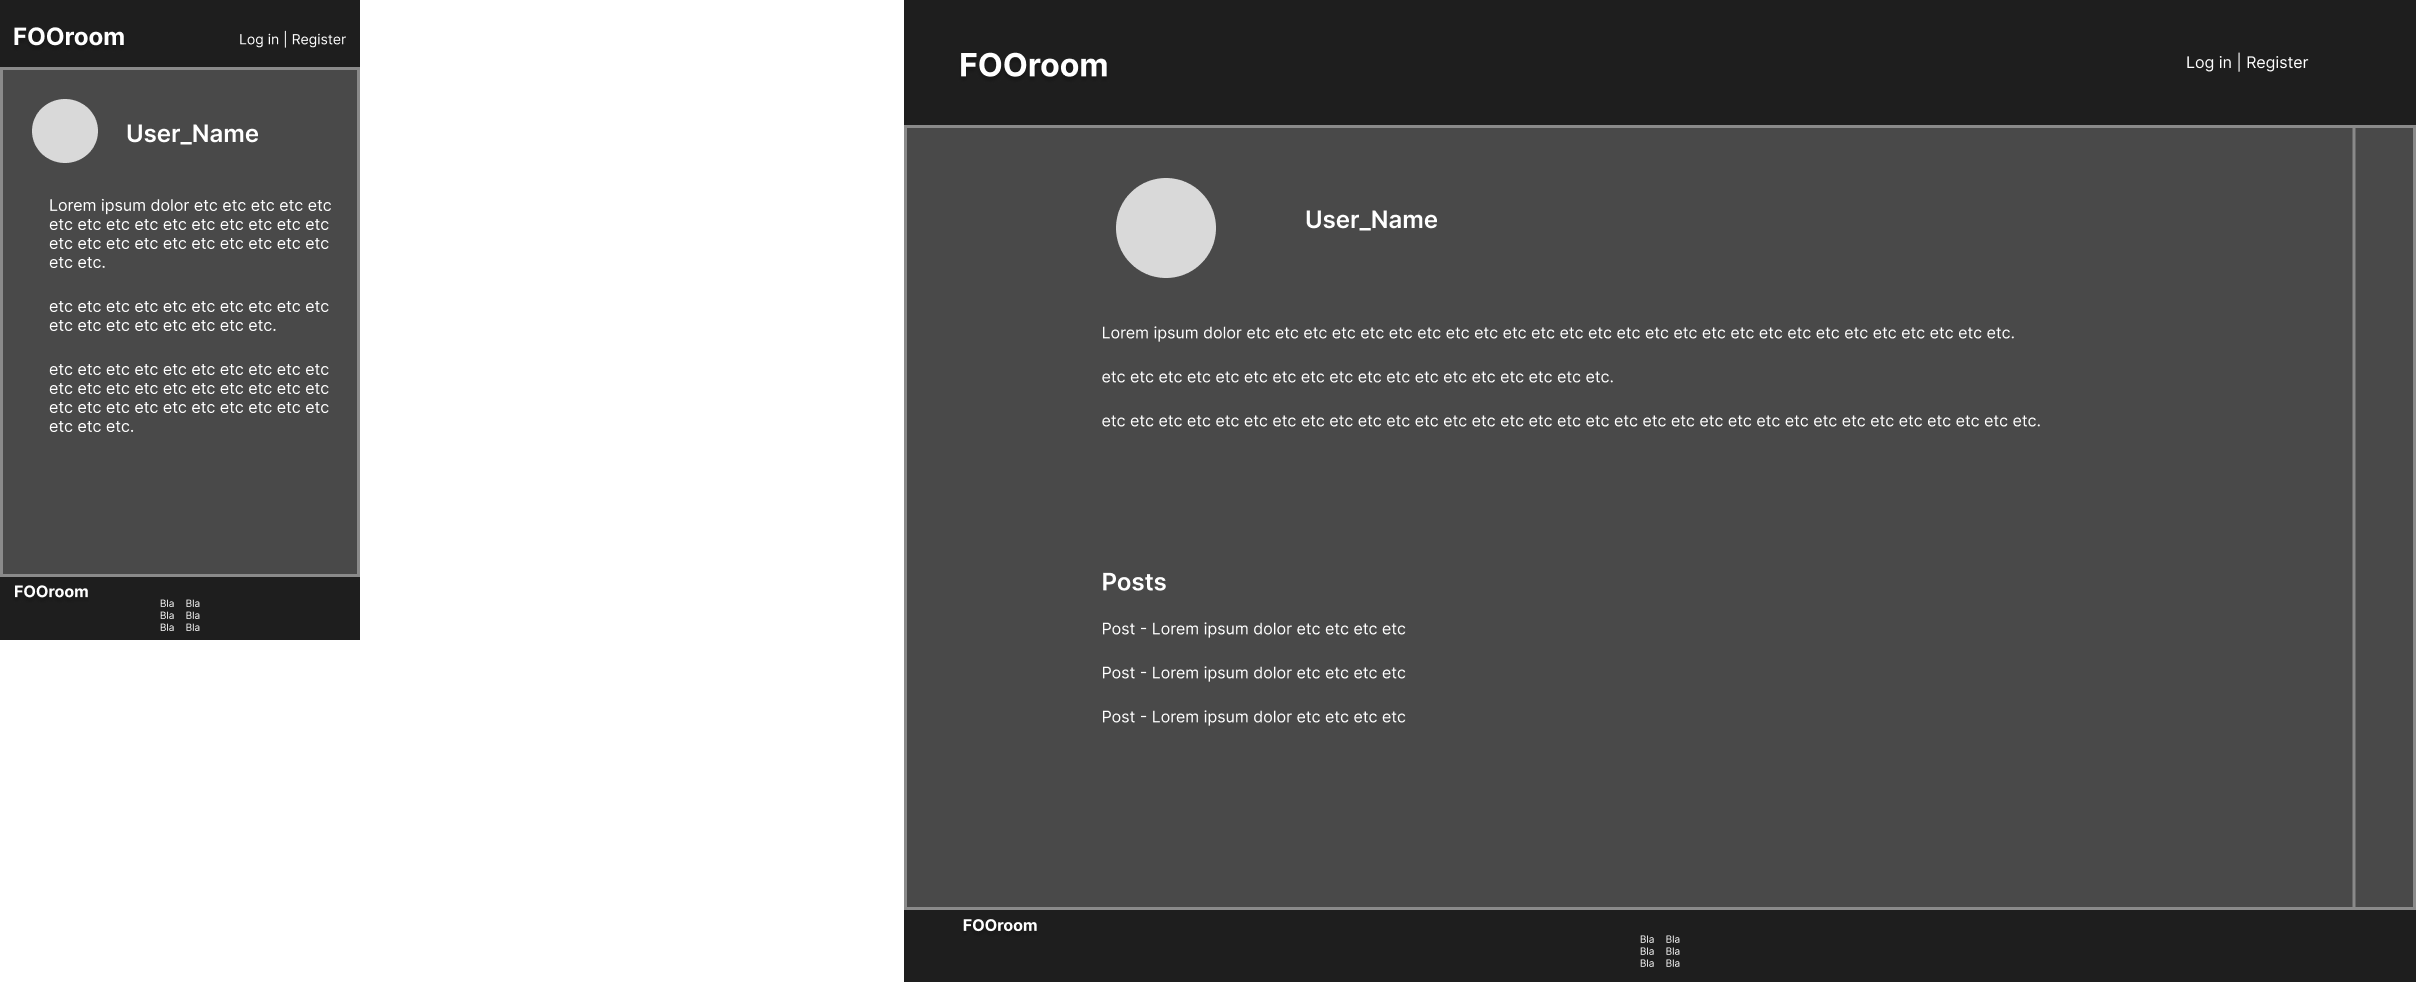 FOOroom
Log in | Register
User_Name
Lorem ipsum dolor etc etc etc etc etc
etc etc etc etc etc etc etc etc etc etc
etc etc etc etc etc etc etc etc etc etc
etc etc.
etc etc etc etc etc etc etc etc etc etc
etc etc etc etc etc etc etc etc.
etc etc etc etc etc etc etc etc etc etc
etc etc etc etc etc etc etc etc etc etc
etc etc etc etc etc etc etc etc etc etc
etc etc etc.
FOOroom
Bla Bla
Bla Bla
Bla Bla
FOOroom
Log in | Register
User_Name
Lorem ipsum dolor etc etc etc etc etc etc etc etc etc etc etc etc etc etc etc etc etc etc etc etc etc etc etc etc etc etc etc.
etc etc etc etc etc etc etc etc etc etc etc etc etc etc etc etc etc etc.
etc etc etc etc etc etc etc etc etc etc etc etc etc etc etc etc etc etc etc etc etc etc etc etc etc etc etc etc etc etc etc etc etc.
Posts
Post - Lorem ipsum dolor etc etc etc etc
Post - Lorem ipsum dolor etc etc etc etc
Post - Lorem ipsum dolor etc etc etc etc
FOOroom
Bla Bla
Bla Bla
Bla Bla